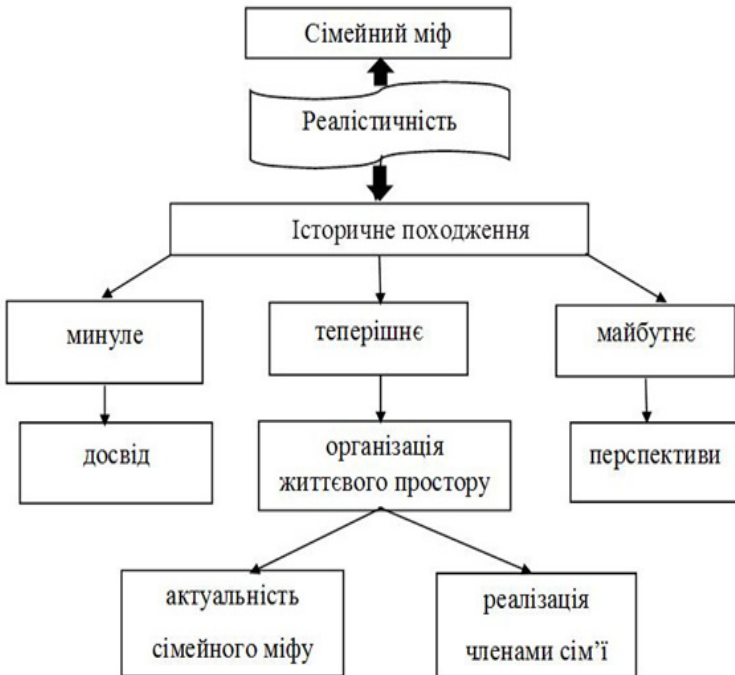 Сімейний міф
Реалістичність
Історичне походження
минуле
теперішнє
майбутнє
досвід
організація
життєвого простору
перспективи
актуальність
сімейного міфу
реалізація
членами сім’ї